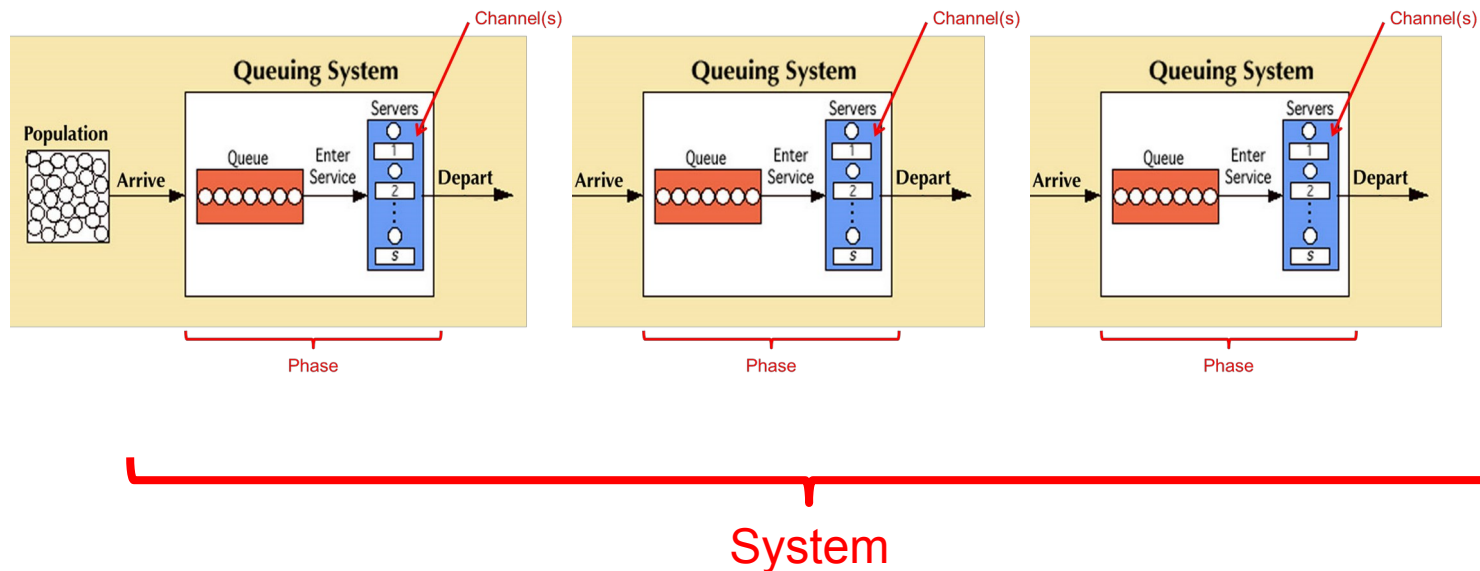 Channel(s)
Queuing System
Servers
Population
Queue
Enter
Service
Arrive
Depart
1
2
s
Phase
Channel(s)
Queuing System
Servers
Queue
Enter
Service
Arrive
Depart
1
2
s
Phase
Channel(s)
Queuing System
Servers
Queue
Enter
Service
Arrive
Depart
1
2
s
Phase
System